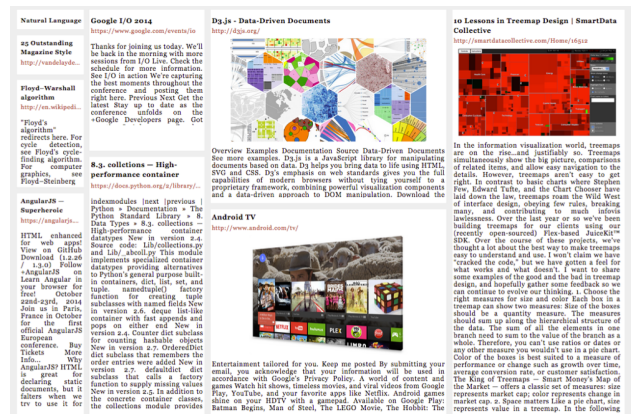 Natural Language
25 Outstanding
Magazine Style
http://vandelayde...
Floyd–Warshall
algorithm
http://en.wikipedi...
"Floyd's
algorithm"
redirects here. For
cycle detection,
see Floyd's cycle-
finding algorithm.
For computer
graphics, see
Floyd–Steinberg
AngularJS —
Superheroic
https://angularjs...
HTML enhanced
for web apps!
View on GitHub
Download (1.2.26
/ 1.3.0) Follow
+AngularJS on
Learn Angular in
your browser for
free! October
22nd-23rd, 2014
Join us in Paris,
France in October
for the first
official AngularJS
European
conference.
Buy Tickets
More Info...
Why AngularJS?
HTML is great
for declaring
static documents,
but it falters
when we try to use it for
Google I/O 2014
https://www.google.com/events/io
Thanks for joining us today. We'll
be back in the morning with more
sessions from I/O Live. Check the
schedule for more information.
See I/O in action We're capturing
the best moments throughout the
conference and posting them
right here. Previous Next Get the
latest Stay up to date as the
conference unfolds on the
+Google Developers page. Got
8.3. colletions — High-
performance container
https://docs.python.org/2/library/...
indexmodules |next |previous |
Python » Documentation » The
Python Standard Library » 8.
Data Types » 8.3. collections —
High-performance container
datatypes New in version 2.4.
Source code: Lib/collections.py
and Lib/_abcoll.py This module
implements specialized container
datatypes providing alternatives
to Python's general purpose built-
in containers, dict, list, set, and
tuple. namedtuple() factory
function for creating tuple
subclasses with named fields New
in version 2.6. deque list-like
container with fast appends and
pops on either end New in
version 2.4. Counter dict subclass
for counting hashable objects
New in version 2.7. OrderedDict
dict subclass that remembers the
order entries were added New in
version 2.7. defaultdict dict
subclass that calls a factory
function to supply missing values
New in version 2.5. In addition to
the concrete container classes,
the collections module provides
D3.js - Data-Driven Documents
http://d3js.org/
Overview Examples Documentation Source Data-Driven Documents
See more examples. D3.js is a JavaScript library for manipulating
documents based on data. D3 helps you bring data to life using HTML,
SVG and CSS. D3's emphasis on web standards gives you the full
capabilities of modern browsers without tying yourself to a
proprietary framework, combining powerful visualization components
and a data-driven approach to DOM manipulation. Download the
Android TV
http://www.android.com/tv/
NETFLIX
PLEX
Entertainment tailored for you. Keep me posted By submitting your
email, you acknowledge that your information will be used in
accordance with Google's Privacy Policy. A world of content and
games Watch hit shows, timeless movies, and viral videos from Google
Play, YouTube, and your favorite apps like Netflix. Android games
shine on your HDTV with a gamepad. Available on Google Play:
Batman Begins, Man of Steel, The LEGO Movie, The Hobbit: The
10 Lessons in Treemap Design | SmartData
Collective
http://smartdatacollective.com/Home/16512
In the information visualization world, treemaps
are on the rise...and justifiably so. Treemaps
simultaneously show the big picture, comparisons
of related items, and allow easy navigation to the
details. However, treemaps aren't easy to get
right. In contrast to basic charts where Stephen
Few, Edward Tufte, and the Chart Chooser have
laid down the law, treemaps roam the Wild West
of interface design, obeying few rules, breaking
many, and contributing to much infovis
lawlessness. Over the last year or so we've been
building treemaps for our clients using our
(recently open-sourced) Flex-based JuiceKit™
SDK. Over the course of these projects, we've
thought a lot about the best way to make treemaps
easy to understand and use. I won't claim we have
"cracked the code," but we have gotten a feel for
what works and what doesn't. I want to share
some examples of the good and the bad in treemap
design, and hopefully gather some feedback so we
can continue to evolve our thinking. 1. Choose the
right measures for size and color Each box in a
treemap can show two measures: Size of the boxes
should be a quantity measure. The measures
should sum up along the hierarchical structure of
the data. The sum of all the elements in one
branch need to sum to the value of the branch as a
whole. Therefore, you can't use ratios or dates or
any other measure you wouldn't use in a pie chart.
Color of the boxes is best suited to a measure of
performance or change such as growth over time,
average conversion rate, or customer satisfaction.
The King of Treemaps — Smart Money's Map of
the Market — offers a classic set of measures: size
represents market cap; color represents change in
market cap. 2. Space Matters Like a pie chart, size
represents value in a treemap. In the following